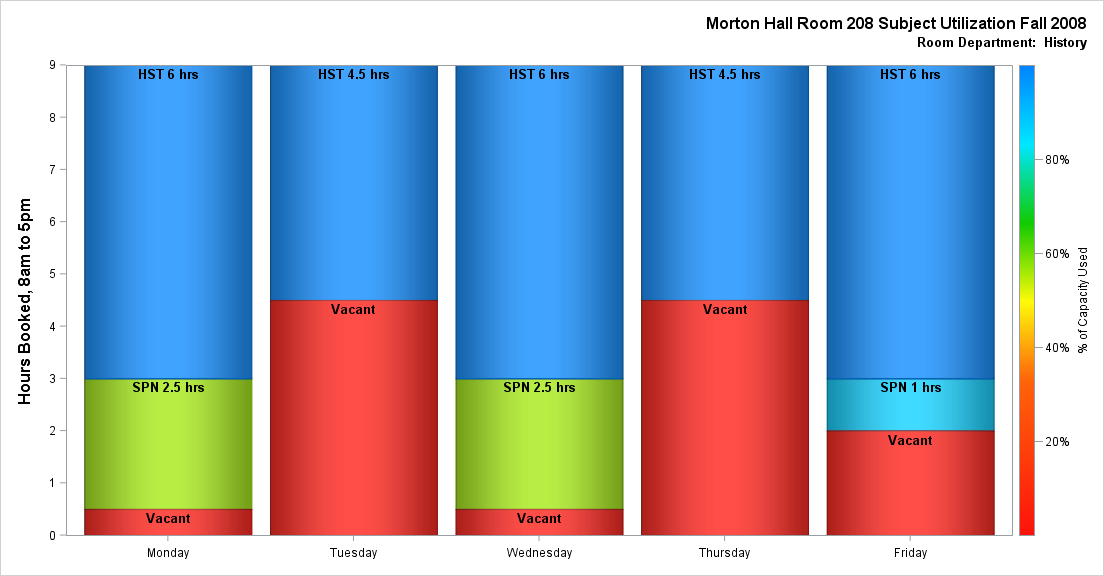 Morton Hall Room 208 Subject Utilization Fall 2008
Room Department:  History
Hours Booked, 8am to 5pm
9
8
7
6
5
4
3
2
1
0
HST 6 hrs
SPN 2.5 hrs
Vacant
HST 4.5 hrs
Vacant
HST 6 hrs
SPN 2.5 hrs
Vacant
HST 4.5 hrs
Vacant
HST 6 hrs
SPN 1 hrs
Vacant
Monday
Tuesday
Wednesday
Thursday
Friday
80%
60%
40%
20%
% of Capacity Used